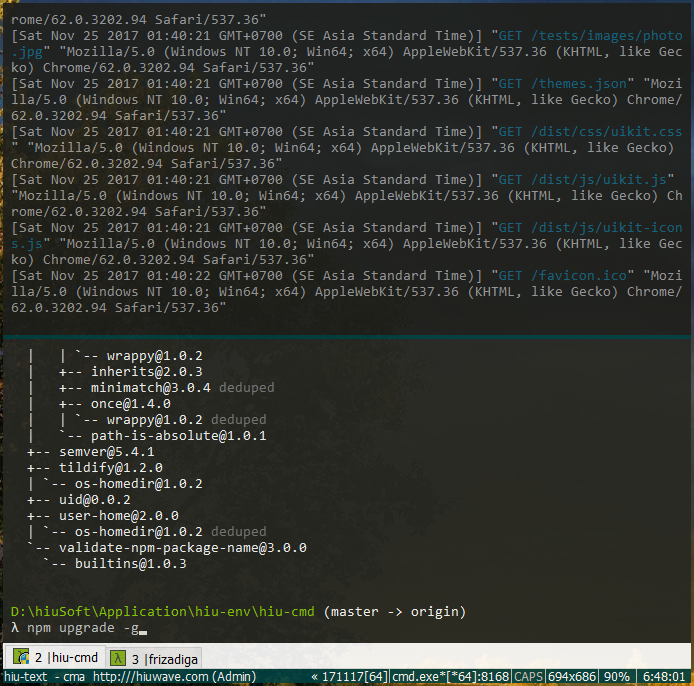 rome/62.0.3202.94 Safari/537.36"
[Sat Nov 25 2017 01:40:21 GMT+0700 (SE Asia Standard Time)] "GET /tests/images/photo
.jpg" "Mozilla/5.0 (Windows NT 10.0; Win64; x64) AppleWebKit/537.36 (KHTML, like Gec
ko) Chrome/62.0.3202.94 Safari/537.36"
[Sat Nov 25 2017 01:40:21 GMT+0700 (SE Asia Standard Time)] "GET /themes.json" "Mozi
lla/5.0 (Windows NT 10.0; Win64; x64) AppleWebKit/537.36 (KHTML, like Gecko) Chrome/
62.0.3202.94 Safari/537.36"
[Sat Nov 25 2017 01:40:21 GMT+0700 (SE Asia Standard Time)] "GET /dist/css/uikit.css
" "Mozilla/5.0 (Windows NT 10.0; Win64; x64) AppleWebKit/537.36 (KHTML, like Gecko)
Chrome/62.0.3202.94 Safari/537.36"
[Sat Nov 25 2017 01:40:21 GMT+0700 (SE Asia Standard Time)] "GET /dist/js/uikit.js"
"Mozilla/5.0 (Windows NT 10.0; Win64; x64) AppleWebKit/537.36 (KHTML, like Gecko) Ch
rome/62.0.3202.94 Safari/537.36"
[Sat Nov 25 2017 01:40:21 GMT+0700 (SE Asia Standard Time)] "GET /dist/js/uikit-icon
s.js" "Mozilla/5.0 (Windows NT 10.0; Win64; x64) AppleWebKit/537.36 (KHTML, like Gec
ko) Chrome/62.0.3202.94 Safari/537.36"
[Sat Nov 25 2017 01:40:22 GMT+0700 (SE Asia Standard Time)] "GET /favicon.ico" "Mozi
lla/5.0 (Windows NT 10.0; Win64; x64) AppleWebKit/537.36 (KHTML, like Gecko) Chrome/
62.0.3202.94 Safari/537.36"
|   | `-- wrappy@1.0.2
|   +-- inherits@2.0.3
|   +-- minimatch@3.0.4 deduped
|   +-- once@1.4.0
|   | `-- wrappy@1.0.2 deduped
|   `-- path-is-absolute@1.0.1
+-- semver@5.4.1
+-- tildify@1.2.0
| `-- os-homedir@1.0.2
+-- uid@0.0.2
+-- user-home@2.0.0
| `-- os-homedir@1.0.2 deduped
`-- validate-npm-package-name@3.0.0
  `-- builtins@1.0.3
D:\hiuSoft\Application\hiu-env\hiu-cmd (master -> origin)
λ npm upgrade -g
2 |hiu-cmd λ 3 |frizadiga
hiu-text - cma http:///hiuwave.com (Admin) « 171117[64] cmd.exe*[*64]:8168 CAPS 694x686 90% 6:48:01